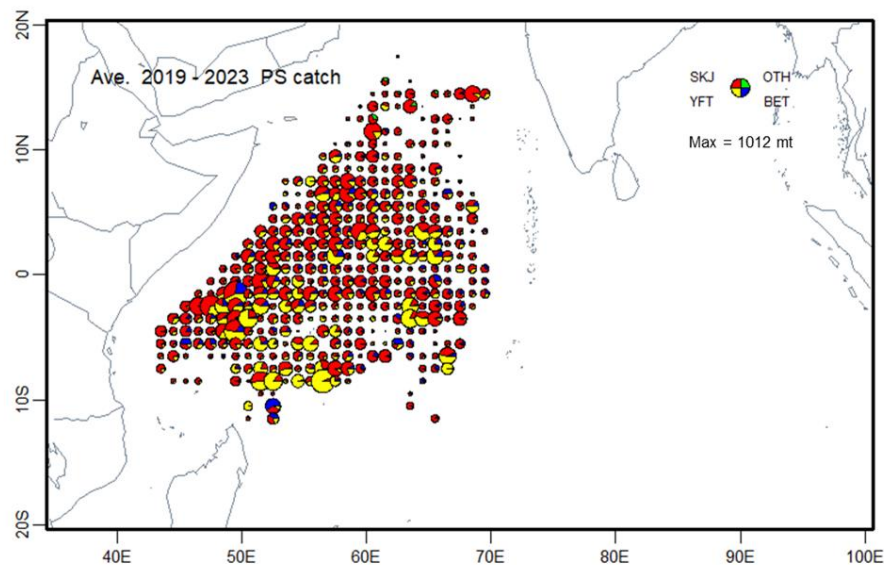 20N
Ave. 2019 - 2023 PS catch
SKJ OTH
YFT BET
Max = 1012 mt
10N
0
10S
20S
40E 50E 60E 70E 80E 90E 100E